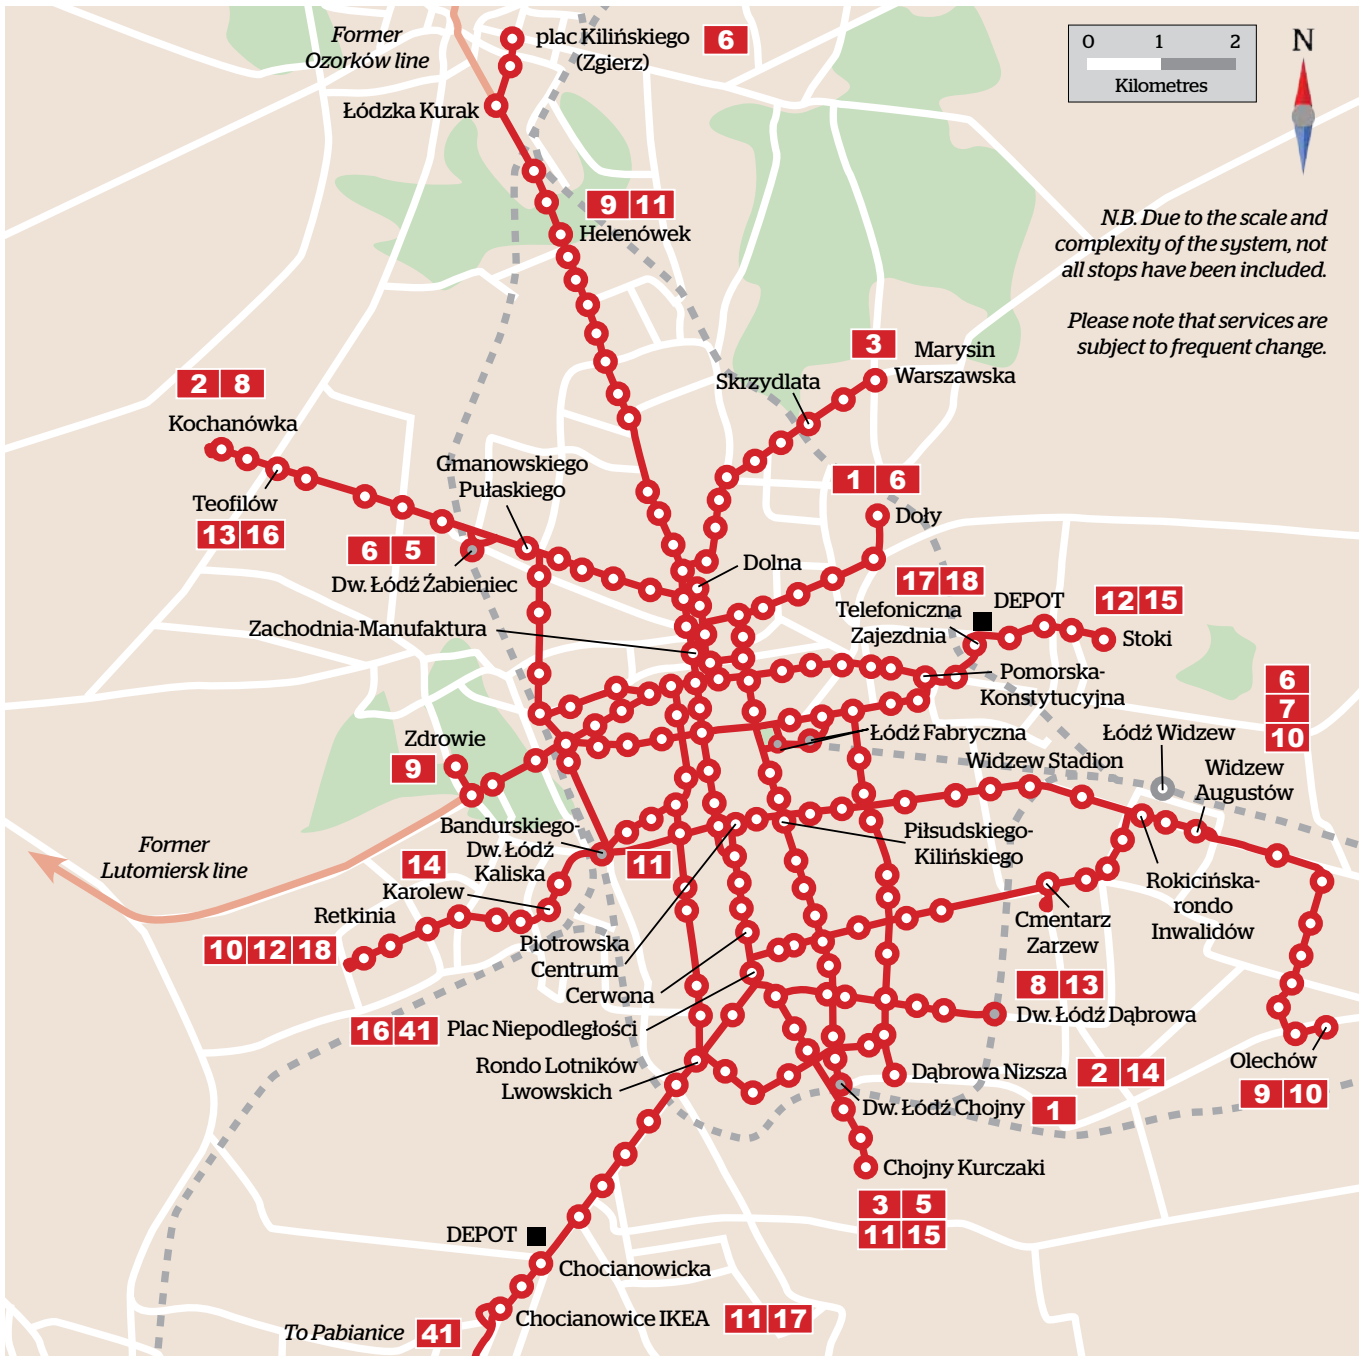 Former
Ozorków line
plac Kilińskiego
(Zgierz)
6
0 1 2
Kilometres
N
Łódzka Kurak
9 11
Helenówek
N.B. Due to the scale and
complexity of the system, not
all stops have been included.
Please note that services are
subject to frequent change.
3
Marysin
Warszawska
Skrzydlata
2 8
Kochanówka
Gmanowskiego
Pułaskiego
Teofilów
13 16
1 6
Doły
6 5
Dw. Łódź Żabieniec
Dolna
17 18
DEPOT
12 15
Telefoniczna
Zajezdnia
Stoki
Zachodnia-Manufaktura
Pomorska-
Konstytucyjna
6
7
10
Zdrowie
9
Łódź Fabryczna
Łódź Widzew
Widzew Stadion
Widzew
Augustów
Former
Lutomiersk line
Bandurskiego-
Dw. Łódź
Kaliska
11
Piłsudskiego-
Kilińskiego
14
Karolew
Retkinia
10 12 18
Rokicińska-
rondo
Inwalidów
Cmentarz
Zarzew
Piotrowska
Centrum
Cerwona
8 13
Dw. Łódź Dąbrowa
16 41
Plac Niepodległości
Rondo Lotników
Lwowskich
Olechów
9 10
Dąbrowa Nizsza
2 14
Dw. Łódź Chojny
1
Chojny Kurczaki
3 5
11 15
DEPOT
Chocianowicka
Chocianowice IKEA
11 17
To Pabianice
41